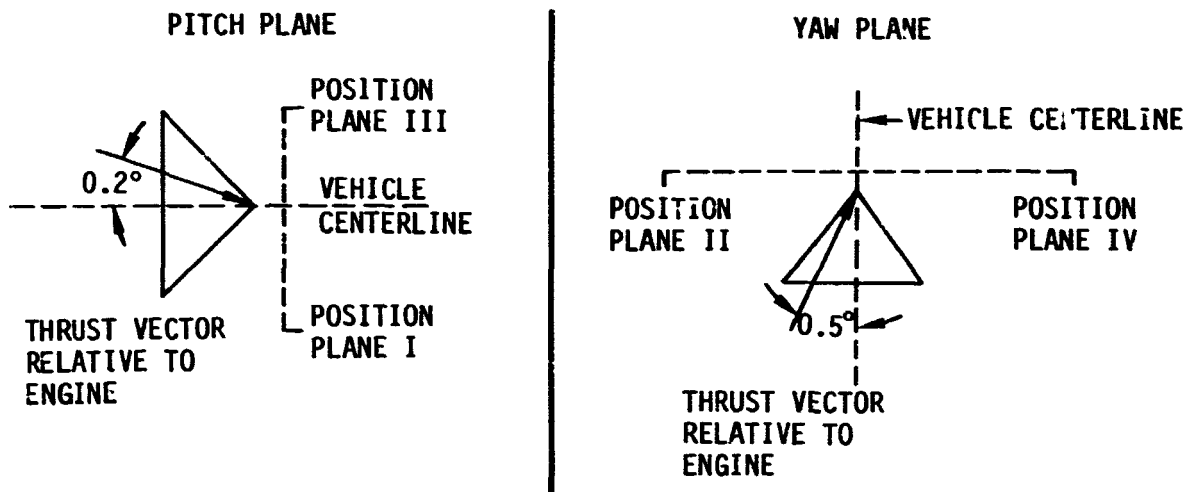 PITCH PLANE
POSITION
PLANE III
0.2°
VEHICLE
CENTERLINE
POSITION
PLANE I
THRUST VECTOR
RELATIVE TO
ENGINE
YAW PLANE
VEHICLE CENTERLINE
POSITION
PLANE II
POSITION
PLANE IV
0.5°
THRUST VECTOR
RELATIVE TO
ENGINE